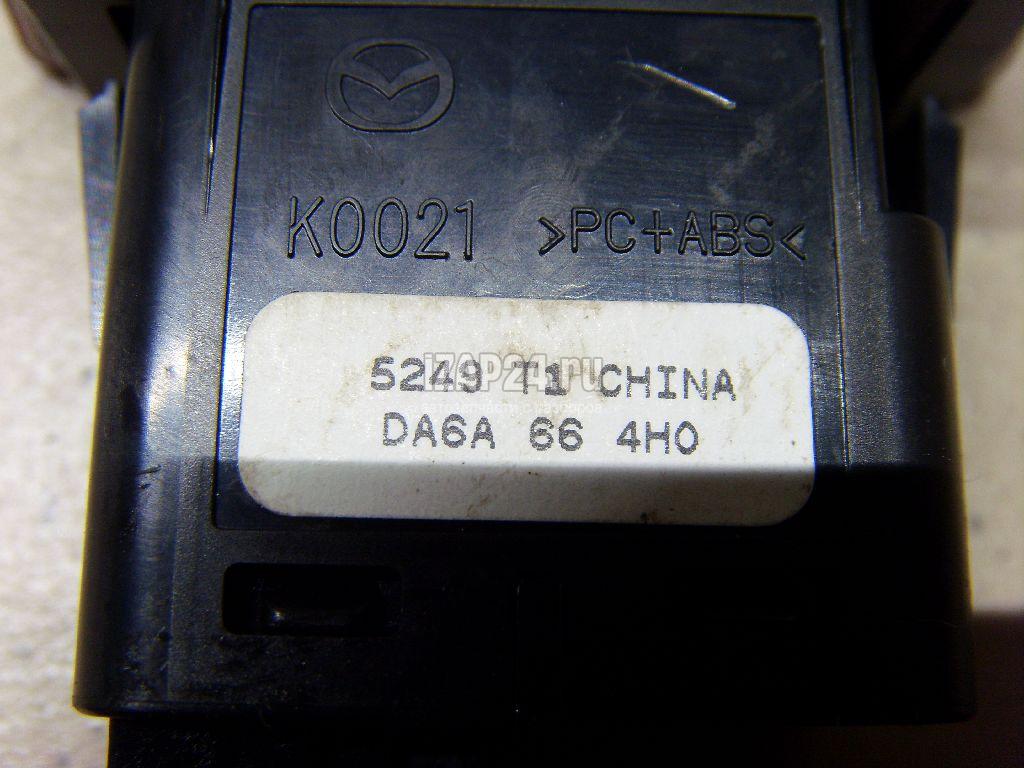 K0021 >PC+ABS<
5249 T1 CHINA
iZAP24.ru
DA6A 66 4H0